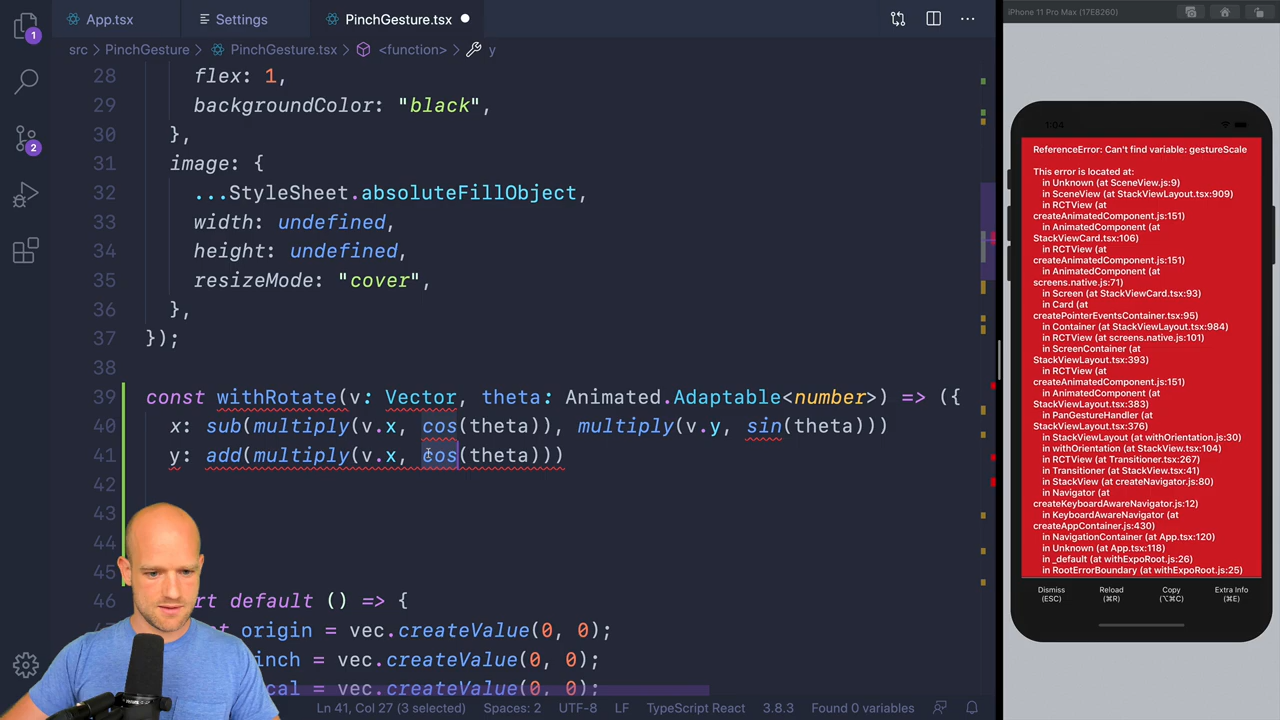 App.tsx
Settings
PinchGesture.tsx
iPhone 11 Pro Max (17E8260)
1
src > PinchGesture > PinchGesture.tsx > <function> > y
28 flex: 1,
29 backgroundColor: "black",
30 },
31 image: {
32 ...StyleSheet.absoluteFillObject,
33 width: undefined,
34 height: undefined,
35 resizeMode: "cover",
36 },
37 });
38
39 const withRotate(v: Vector, theta: Animated.Adaptable<number>) => ({
40 x: sub(multiply(v.x, cos(theta)), multiply(v.y, sin(theta)))
41 y: add(multiply(v.x, cos(theta)))
42
43
44
45
46 rt default () => {
t origin = vec.createValue(0, 0);
inch = vec.createValue(0, 0);
cal = vec.createValue(0, 0);
2
Ln 41, Col 27 (3 selected)
Spaces: 2
UTF-8
LF
TypeScript React
3.8.3
Found 0 variables
1:04
ReferenceError: Can't find variable: gestureScale
This error is located at:
in Unknown (at SceneView.js:9)
in SceneView (at StackViewLayout.tsx:909)
in RCTView (at
createAnimatedComponent.js:151)
in AnimatedComponent (at
StackViewCard.tsx:106)
in RCTView (at
createAnimatedComponent.js:151)
in AnimatedComponent (at
screens.native.js:71)
in Screen (at StackViewCard.tsx:93)
in Card (at
createPointerEventsContainer.tsx:95)
in Container (at StackViewLayout.tsx:984)
in RCTView (at screens.native.js:101)
in ScreenContainer (at
StackViewLayout.tsx:393)
in RCTView (at
createAnimatedComponent.js:151)
in AnimatedComponent (at
StackViewLayout.tsx:383)
in PanGestureHandler (at
StackViewLayout.tsx:376)
in StackViewLayout (at withOrientation.js:30)
in withOrientation (at StackView.tsx:104)
in RCTView (at Transitioner.tsx:267)
in Transitioner (at StackView.tsx:41)
in StackView (at createNavigator.js:80)
in Navigator (at
createKeyboardAwareNavigator.js:12)
in KeyboardAwareNavigator (at
createAppContainer.js:430)
in NavigationContainer (at App.tsx:120)
in Unknown (at App.tsx:118)
in _default (at withExpoRoot.js:26)
in RootErrorBoundary (at withExpoRoot.js:25)
Dismiss
(ESC)
Reload
(⌘R)
Copy
(⌥⌘C)
Extra Info
(⌘E)